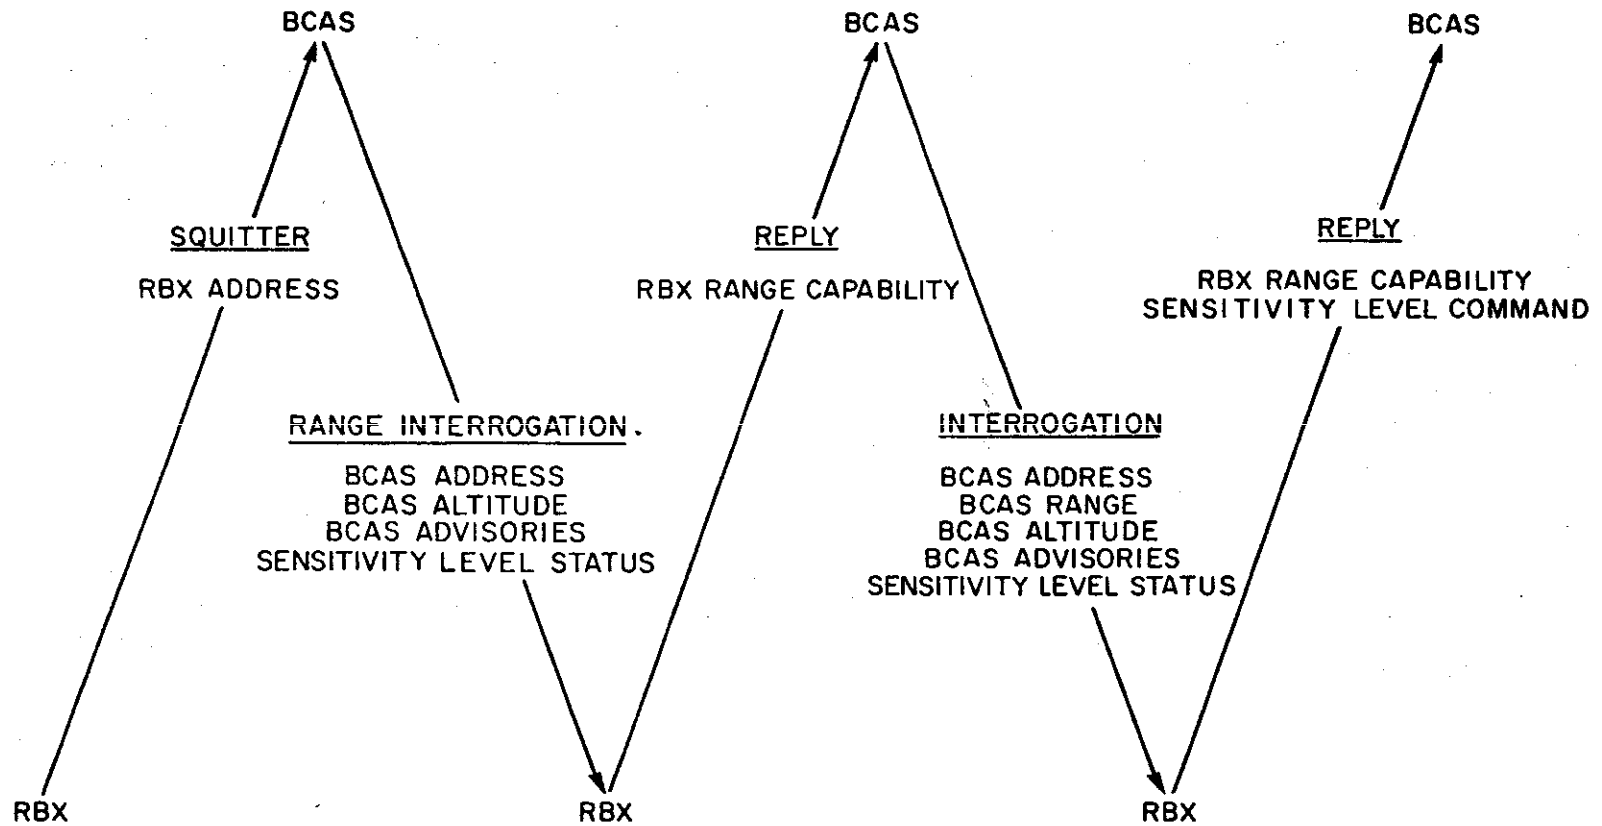 BCAS
BCAS
BCAS
SQUITTER
RBX ADDRESS
REPLY
RBX RANGE CAPABILITY
REPLY
RBX RANGE CAPABILITY
SENSITIVITY LEVEL COMMAND
RANGE INTERROGATION.
BCAS ADDRESS
BCAS ALTITUDE
BCAS ADVISORIES
SENSITIVITY LEVEL STATUS
INTERROGATION
BCAS ADDRESS
BCAS RANGE
BCAS ALTITUDE
BCAS ADVISORIES
SENSITIVITY LEVEL STATUS
RBX
RBX
RBX